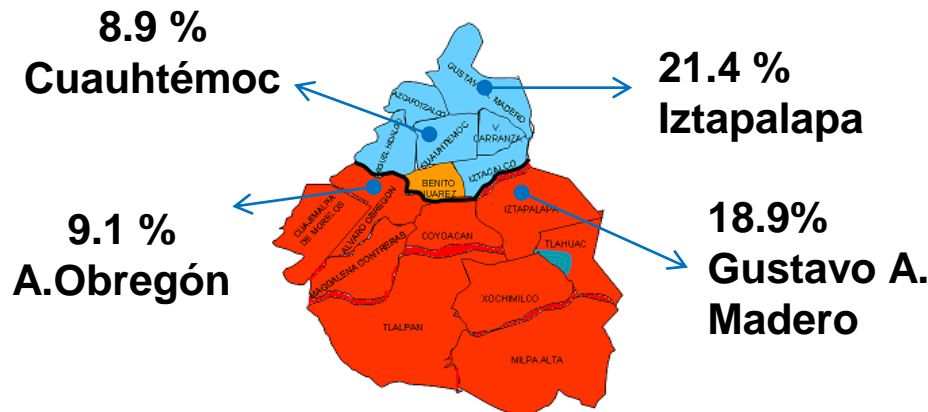 8.9 %
Cuauhtémoc
21.4 %
Iztapalapa
9.1 %
A.Obregón
18.9%
Gustavo A.
Madero
GUSTAV
L MADERO
AZCAPOTZALCO
V.
CARRANZA
CUAUHTEMOC
IZTACALCO
BENITO
JUAREZ
CUAJIMALPA
DE MORELOS
ALVARO OBREGON
IZTAPALAPA
COYOACAN
TLAHUAC
MAGDALENA CONTRERAS
XOCHIMILCO
TLALPAN
MILPA ALTA